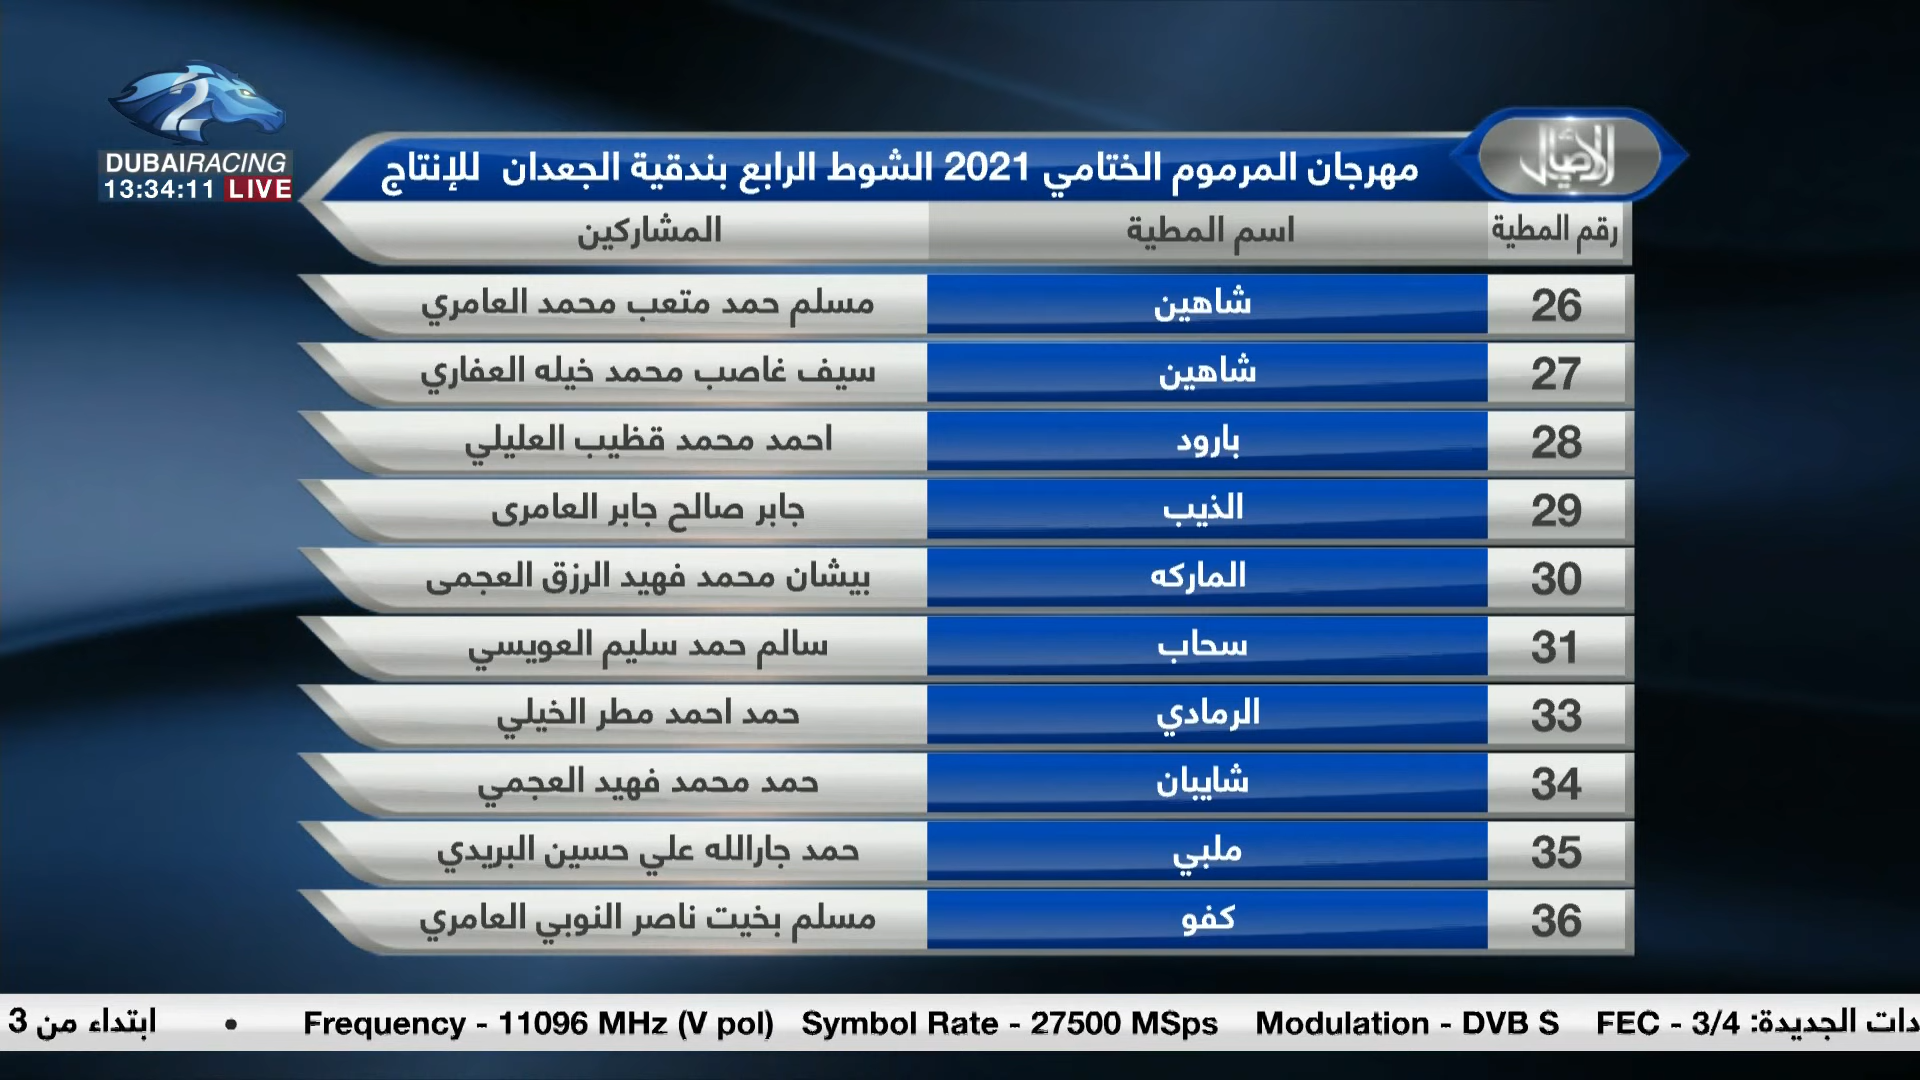 2
DUBAIRACING
13:34:11 LIVE
الأصايل
مهرجان المرموم الختامي 2021 الشوط الرابع بندقية الجعدان للإنتاج
رقم المطية اسم المطية المشاركين
26 شاهين مسلم حمد متعب محمد العامري
27 شاهين سيف غاصب محمد خيله العفاري
28 بارود احمد محمد قظيب العليلي
29 الذيب جابر صالح جابر العامرى
30 الماركه بيشان محمد فهيد الرزق العجمى
31 سحاب سالم حمد سليم العويسي
33 الرمادي حمد احمد مطر الخيلي
34 شايبان حمد محمد فهيد العجمي
35 ملبي حمد جارالله علي حسين البريدي
36 كفو مسلم بخيت ناصر النوبي العامري
دات الجديدة: Frequency - 11096 MHz (V pol) Symbol Rate - 27500 MSps Modulation - DVB S FEC - 3/4 • ابتداء من 3